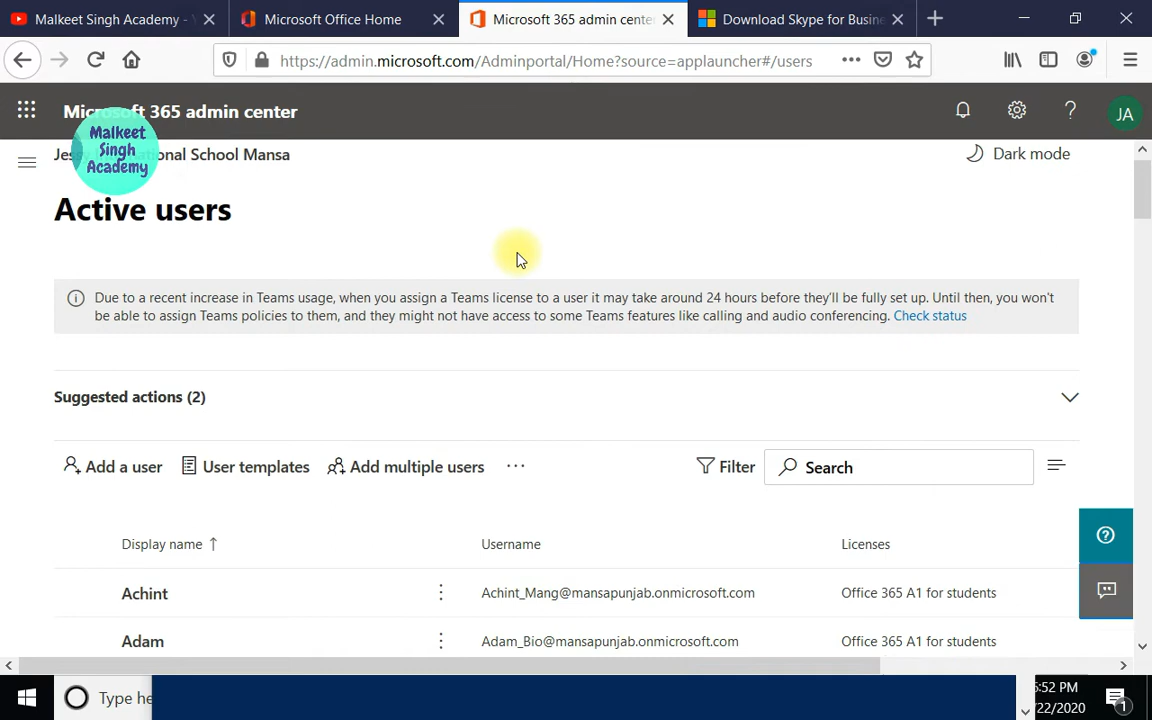 Malkeet Singh Academy -
Microsoft Office Home
Microsoft 365 admin cente
Download Skype for Busine
https://admin.microsoft.com/Adminportal/Home?source=applauncher#/users
Microsoft 365 admin center
JA
Malkeet
Singh
Academy
national School Mansa
Dark mode
Active users
Due to a recent increase in Teams usage, when you assign a Teams license to a user it may take around 24 hours before they'll be fully set up. Until then, you won't
be able to assign Teams policies to them, and they might not have access to some Teams features like calling and audio conferencing. Check status
Suggested actions (2)
Add a user
User templates
Add multiple users
Filter
Search
Display name ↑
Username
Licenses
Achint
Achint_Mang@mansapunjab.onmicrosoft.com
Office 365 A1 for students
Adam
Adam_Bio@mansapunjab.onmicrosoft.com
Office 365 A1 for students
Type he
:52 PM
/22/2020
1